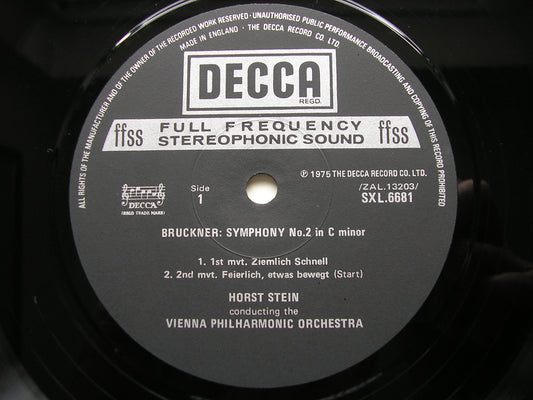 ALL RIGHTS OF THE MANUFACTURER AND OF THE OWNER OF THE RECORDED WORK RESERVED · UNAUTHORISED PUBLIC PERFORMANCE BROADCASTING AND COPYING OF THIS RECORD PROHIBITED
MADE IN ENGLAND · THE DECCA RECORD CO. LTD.
DECCA
REGD.
ffss FULL FREQUENCY STEREOPHONIC SOUND ffss
℗ 1975 THE DECCA RECORD CO. LTD.
DECCA
(REGD TRADE MARK)
Side
1
/ZAL.13203/
SXL.6681
BRUCKNER: SYMPHONY No.2 in C minor
1. 1st mvt. Ziemlich Schnell
2. 2nd mvt. Feierlich, etwas bewegt (Start)
HORST STEIN
conducting the
VIENNA PHILHARMONIC ORCHESTRA